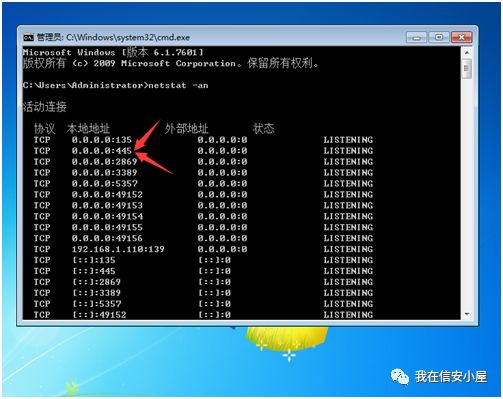 管理员: C:\Windows\system32\cmd.exe
Microsoft Windows [版本 6.1.7601]
版权所有 (c) 2009 Microsoft Corporation。保留所有权利。
C:\Users\Administrator>netstat -an
活动连接
协议 本地地址 外部地址 状态
TCP 0.0.0.0:135 0.0.0.0:0 LISTENING
TCP 0.0.0.0:445 0.0.0.0:0 LISTENING
TCP 0.0.0.0:2869 0.0.0.0:0 LISTENING
TCP 0.0.0.0:3389 0.0.0.0:0 LISTENING
TCP 0.0.0.0:5357 0.0.0.0:0 LISTENING
TCP 0.0.0.0:49152 0.0.0.0:0 LISTENING
TCP 0.0.0.0:49153 0.0.0.0:0 LISTENING
TCP 0.0.0.0:49154 0.0.0.0:0 LISTENING
TCP 0.0.0.0:49155 0.0.0.0:0 LISTENING
TCP 0.0.0.0:49156 0.0.0.0:0 LISTENING
TCP 192.168.1.110:139 0.0.0.0:0 LISTENING
TCP [::]:135 [::]:0 LISTENING
TCP [::]:445 [::]:0 LISTENING
TCP [::]:2869 [::]:0 LISTENING
TCP [::]:3389 [::]:0 LISTENING
TCP [::]:5357 [::]:0 LISTENING
TCP [::]:49152 [::]:0 LISTENING
我在信安小屋